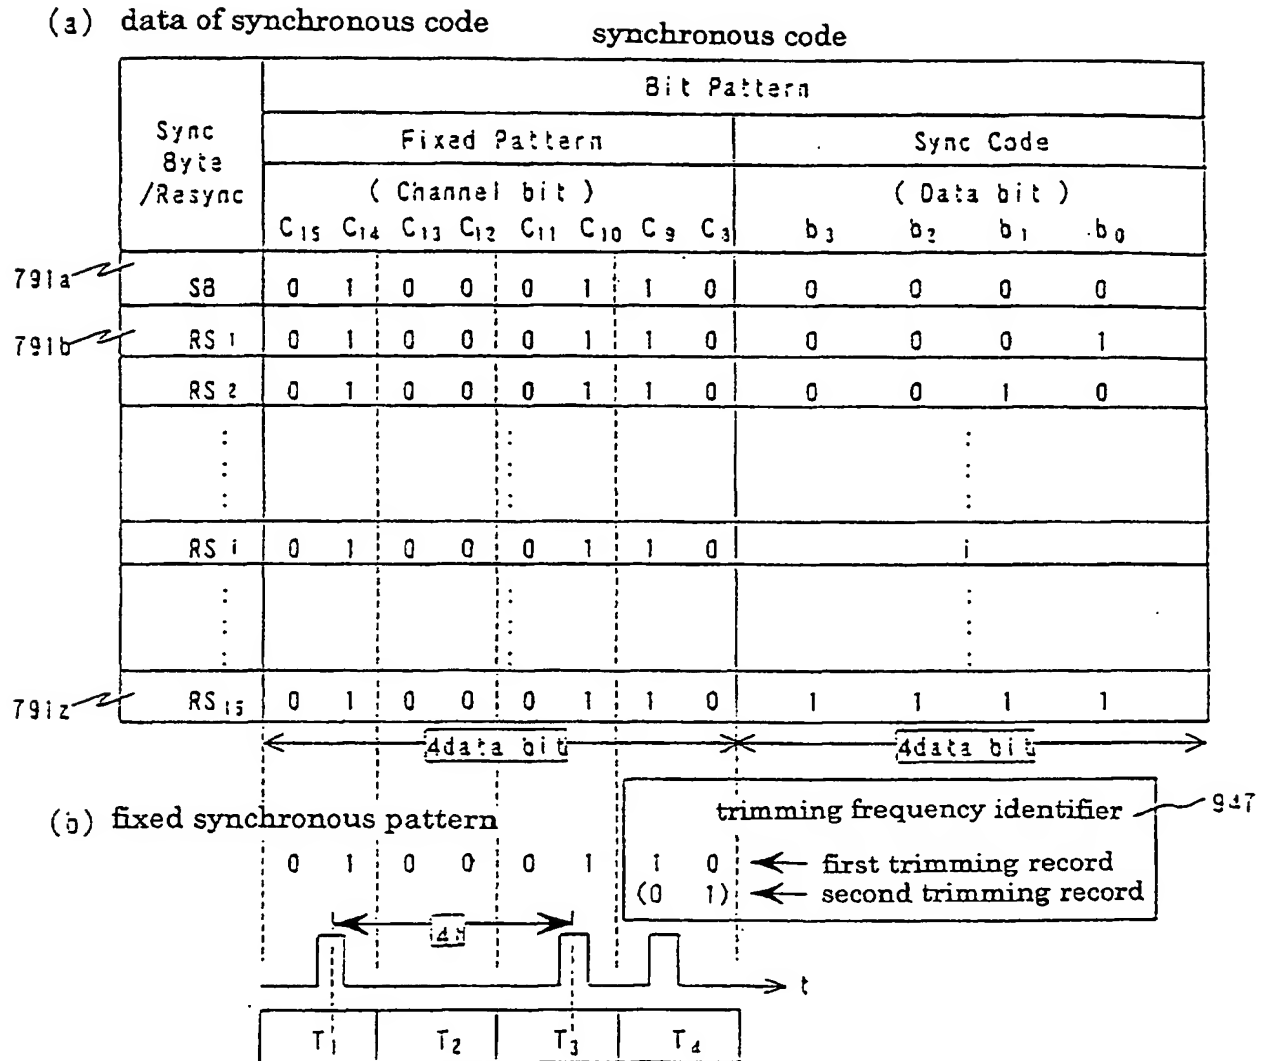 (a) data of synchronous code
synchronous code
Bit Pattern
Sync Byte /Resync
Fixed Pattern
Sync Code
( Channel bit )
( Data bit )
C15 C14 C13 C12 C11 C10 C9 C8 b3 b2 b1 b0
791a SB 0 1 0 0 0 1 1 0 0 0 0 0
791b RS1 0 1 0 0 0 1 1 0 0 0 0 1
RS2 0 1 0 0 0 1 1 0 0 0 1 0
RSi 0 1 0 0 0 1 1 0 i
791z RS15 0 1 0 0 0 1 1 0 1 1 1 1
4data bit 4data bit
(b) fixed synchronous pattern
trimming frequency identifier 947
0 1 0 0 0 1 1 0 first trimming record
(0 1) second trimming record
t
T1 T2 T3 T4